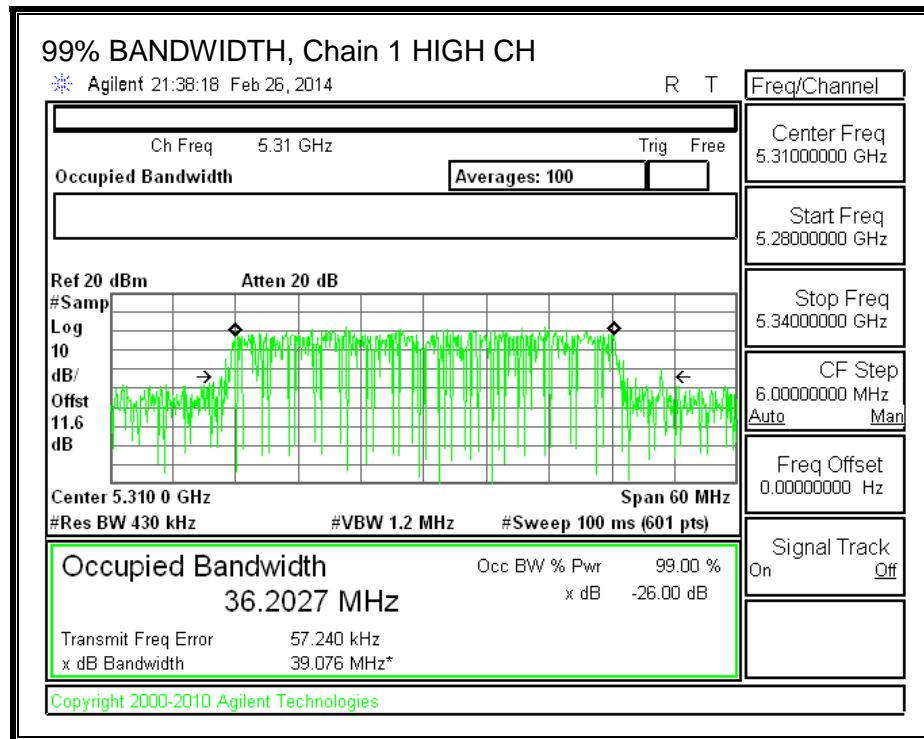 99% BANDWIDTH, Chain 1 HIGH CH
Agilent 21:38:18 Feb 26, 2014 R T
Ch Freq 5.31 GHz Trig Free
Occupied Bandwidth Averages: 100
Ref 20 dBm Atten 20 dB
#Samp
Log
10
dB/
Offst
11.6
dB
Center 5.310 0 GHz Span 60 MHz
#Res BW 430 kHz #VBW 1.2 MHz #Sweep 100 ms (601 pts)
Occupied Bandwidth Occ BW % Pwr 99.00 %
36.2027 MHz x dB -26.00 dB
Transmit Freq Error 57.240 kHz
x dB Bandwidth 39.076 MHz*
Copyright 2000-2010 Agilent Technologies
Freq/Channel
Center Freq
5.31000000 GHz
Start Freq
5.28000000 GHz
Stop Freq
5.34000000 GHz
CF Step
6.00000000 MHz
Auto Man
Freq Offset
0.00000000 Hz
Signal Track
On Off